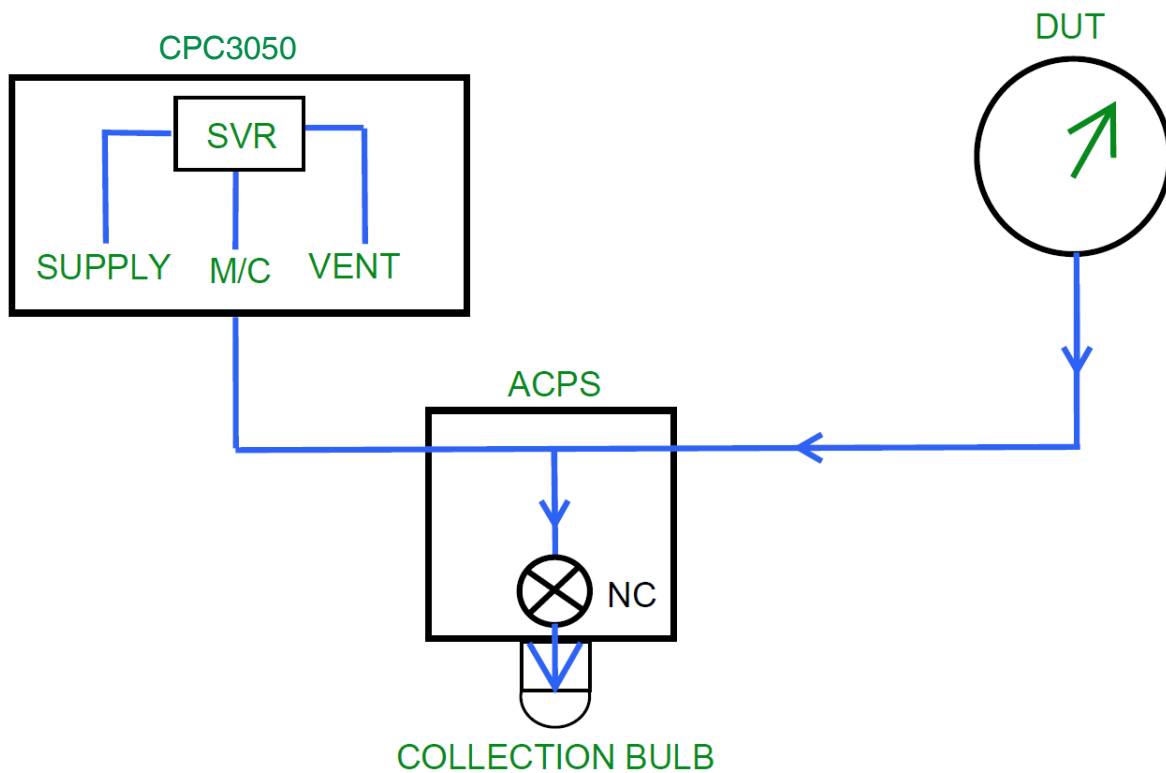 CPC3050
DUT
SVR
SUPPLY
M/C
VENT
ACPS
NC
COLLECTION BULB